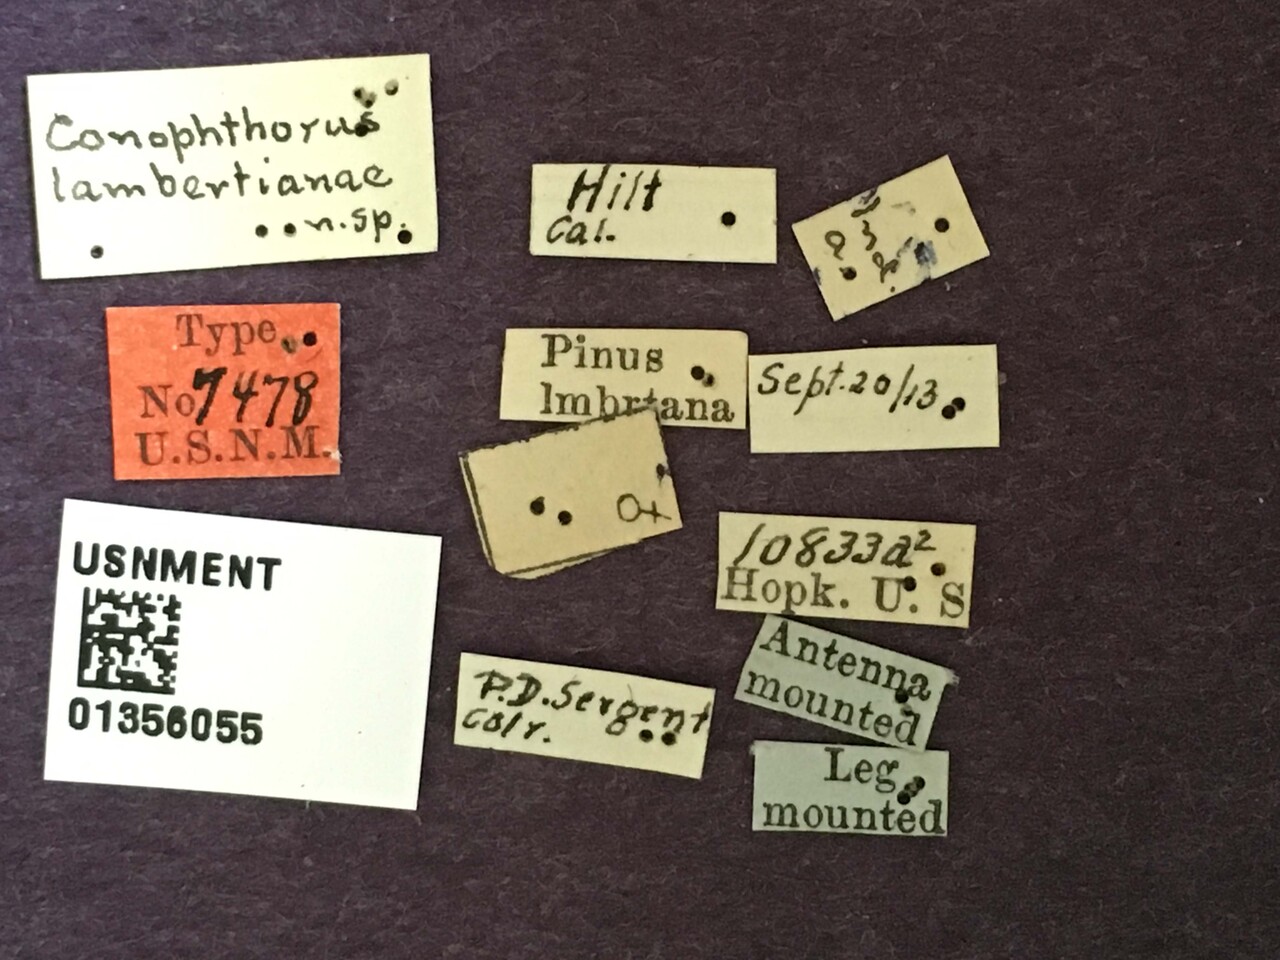 Conophthorus
lambertianae
n.sp.
Type
No 7478
U.S.N.M.
USNMENT
01356055
Hilt
Cal.
Pinus
lmbrtana
Sept. 20/13
♀
10833a²
Hopk. U. S
P.D. Sergent
Colr.
Antenna
mounted
Leg
mounted